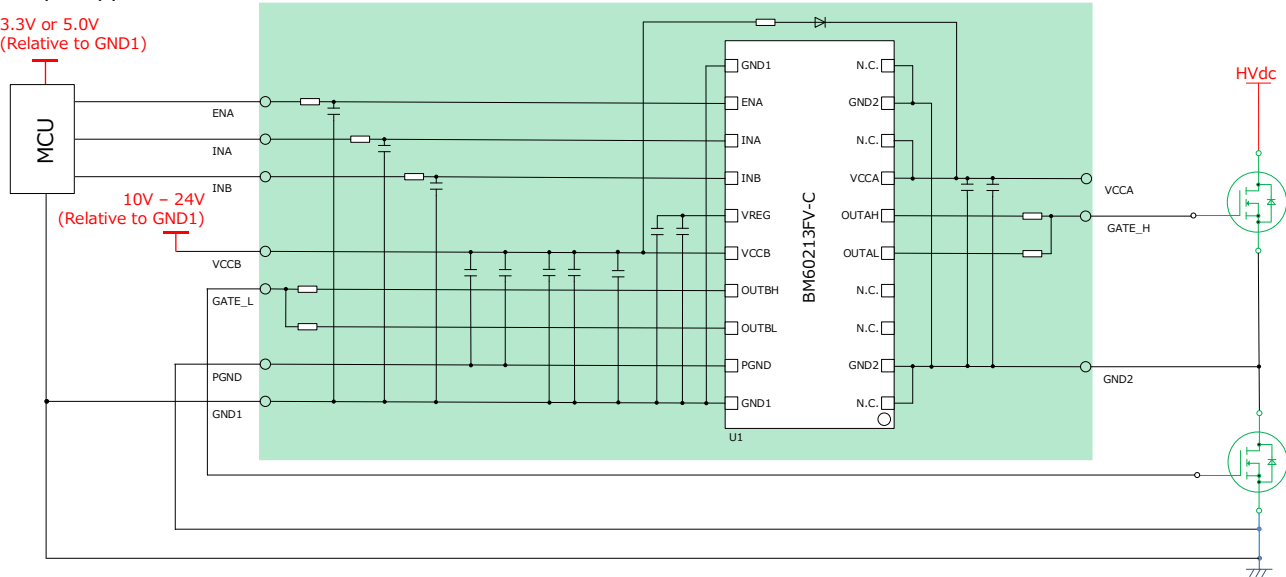 3.3V or 5.0V
(Relative to GND1)
MCU
ENA
INA
INB
10V – 24V
(Relative to GND1)
VCCB
GATE_L
PGND
GND1
GND1
ENA
INA
INB
VREG
VCCB
OUTBH
OUTBL
PGND
GND1
U1
BM60213FV-C
N.C.
GND2
N.C.
VCCA
OUTAH
OUTAL
N.C.
N.C.
GND2
N.C.
VCCA
GATE_H
GND2
HVdc